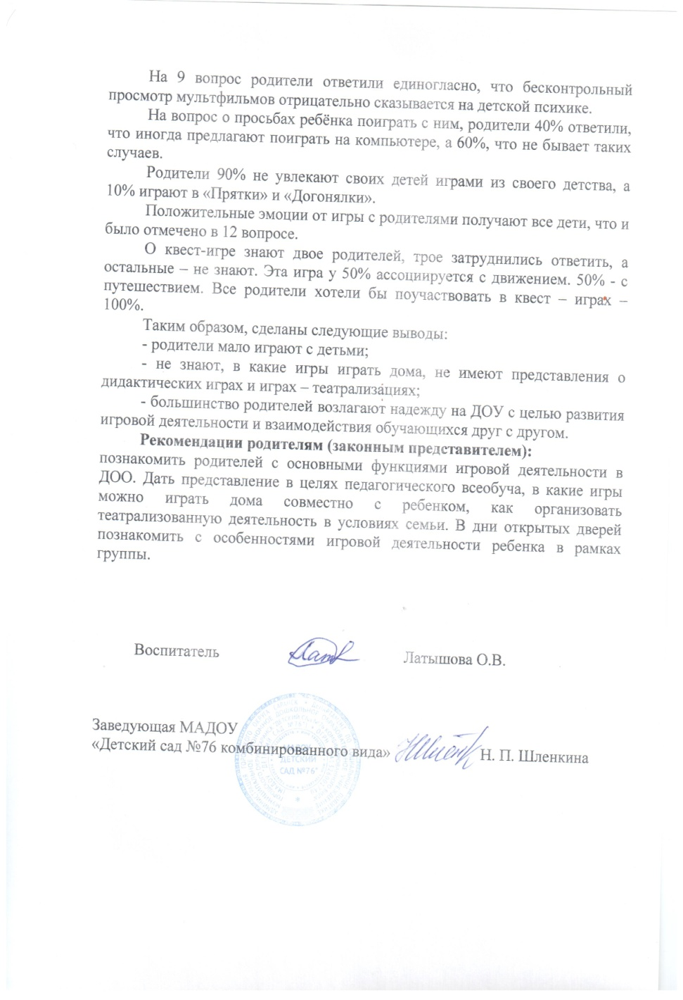 На 9 вопрос родители ответили единогласно, что бесконтрольный
просмотр мультфильмов отрицательно сказывается на детской психике.
На вопрос о просьбах ребёнка поиграть с ним, родители 40% ответили,
что иногда предлагают поиграть на компьютере, а 60%, что не бывает таких
случаев.
Родители 90% не увлекают своих детей играми из своего детства, а
10% играют в «Прятки» и «Догонялки».
Положительные эмоции от игры с родителями получают все дети, что и
было отмечено в 12 вопросе.
О квест-игре знают двое родителей, трое затруднились ответить, а
остальные – не знают. Эта игра у 50% ассоциируется с движением. 50% - с
путешествием. Все родители хотели бы поучаствовать в квест – играх –
100%.
Таким образом, сделаны следующие выводы:
- родители мало играют с детьми;
- не знают, в какие игры играть дома, не имеют представления о
дидактических играх и играх – театрализациях;
- большинство родителей возлагают надежду на ДОУ с целью развития
игровой деятельности и взаимодействия обучающихся друг с другом.
Рекомендации родителям (законным представителем):
познакомить родителей с основными функциями игровой деятельности в
ДОО. Дать представление в целях педагогического всеобуча, в какие игры
можно играть дома совместно с ребенком, как организовать
театрализованную деятельность в условиях семьи. В дни открытых дверей
познакомить с особенностями игровой деятельности ребенка в рамках
группы.
Воспитатель Латышова О.В.
Заведующая МАДОУ
«Детский сад №76 комбинированного вида» Н. П. Шленкина
МАДОУ
"ДЕТСКИЙ
САД №76"